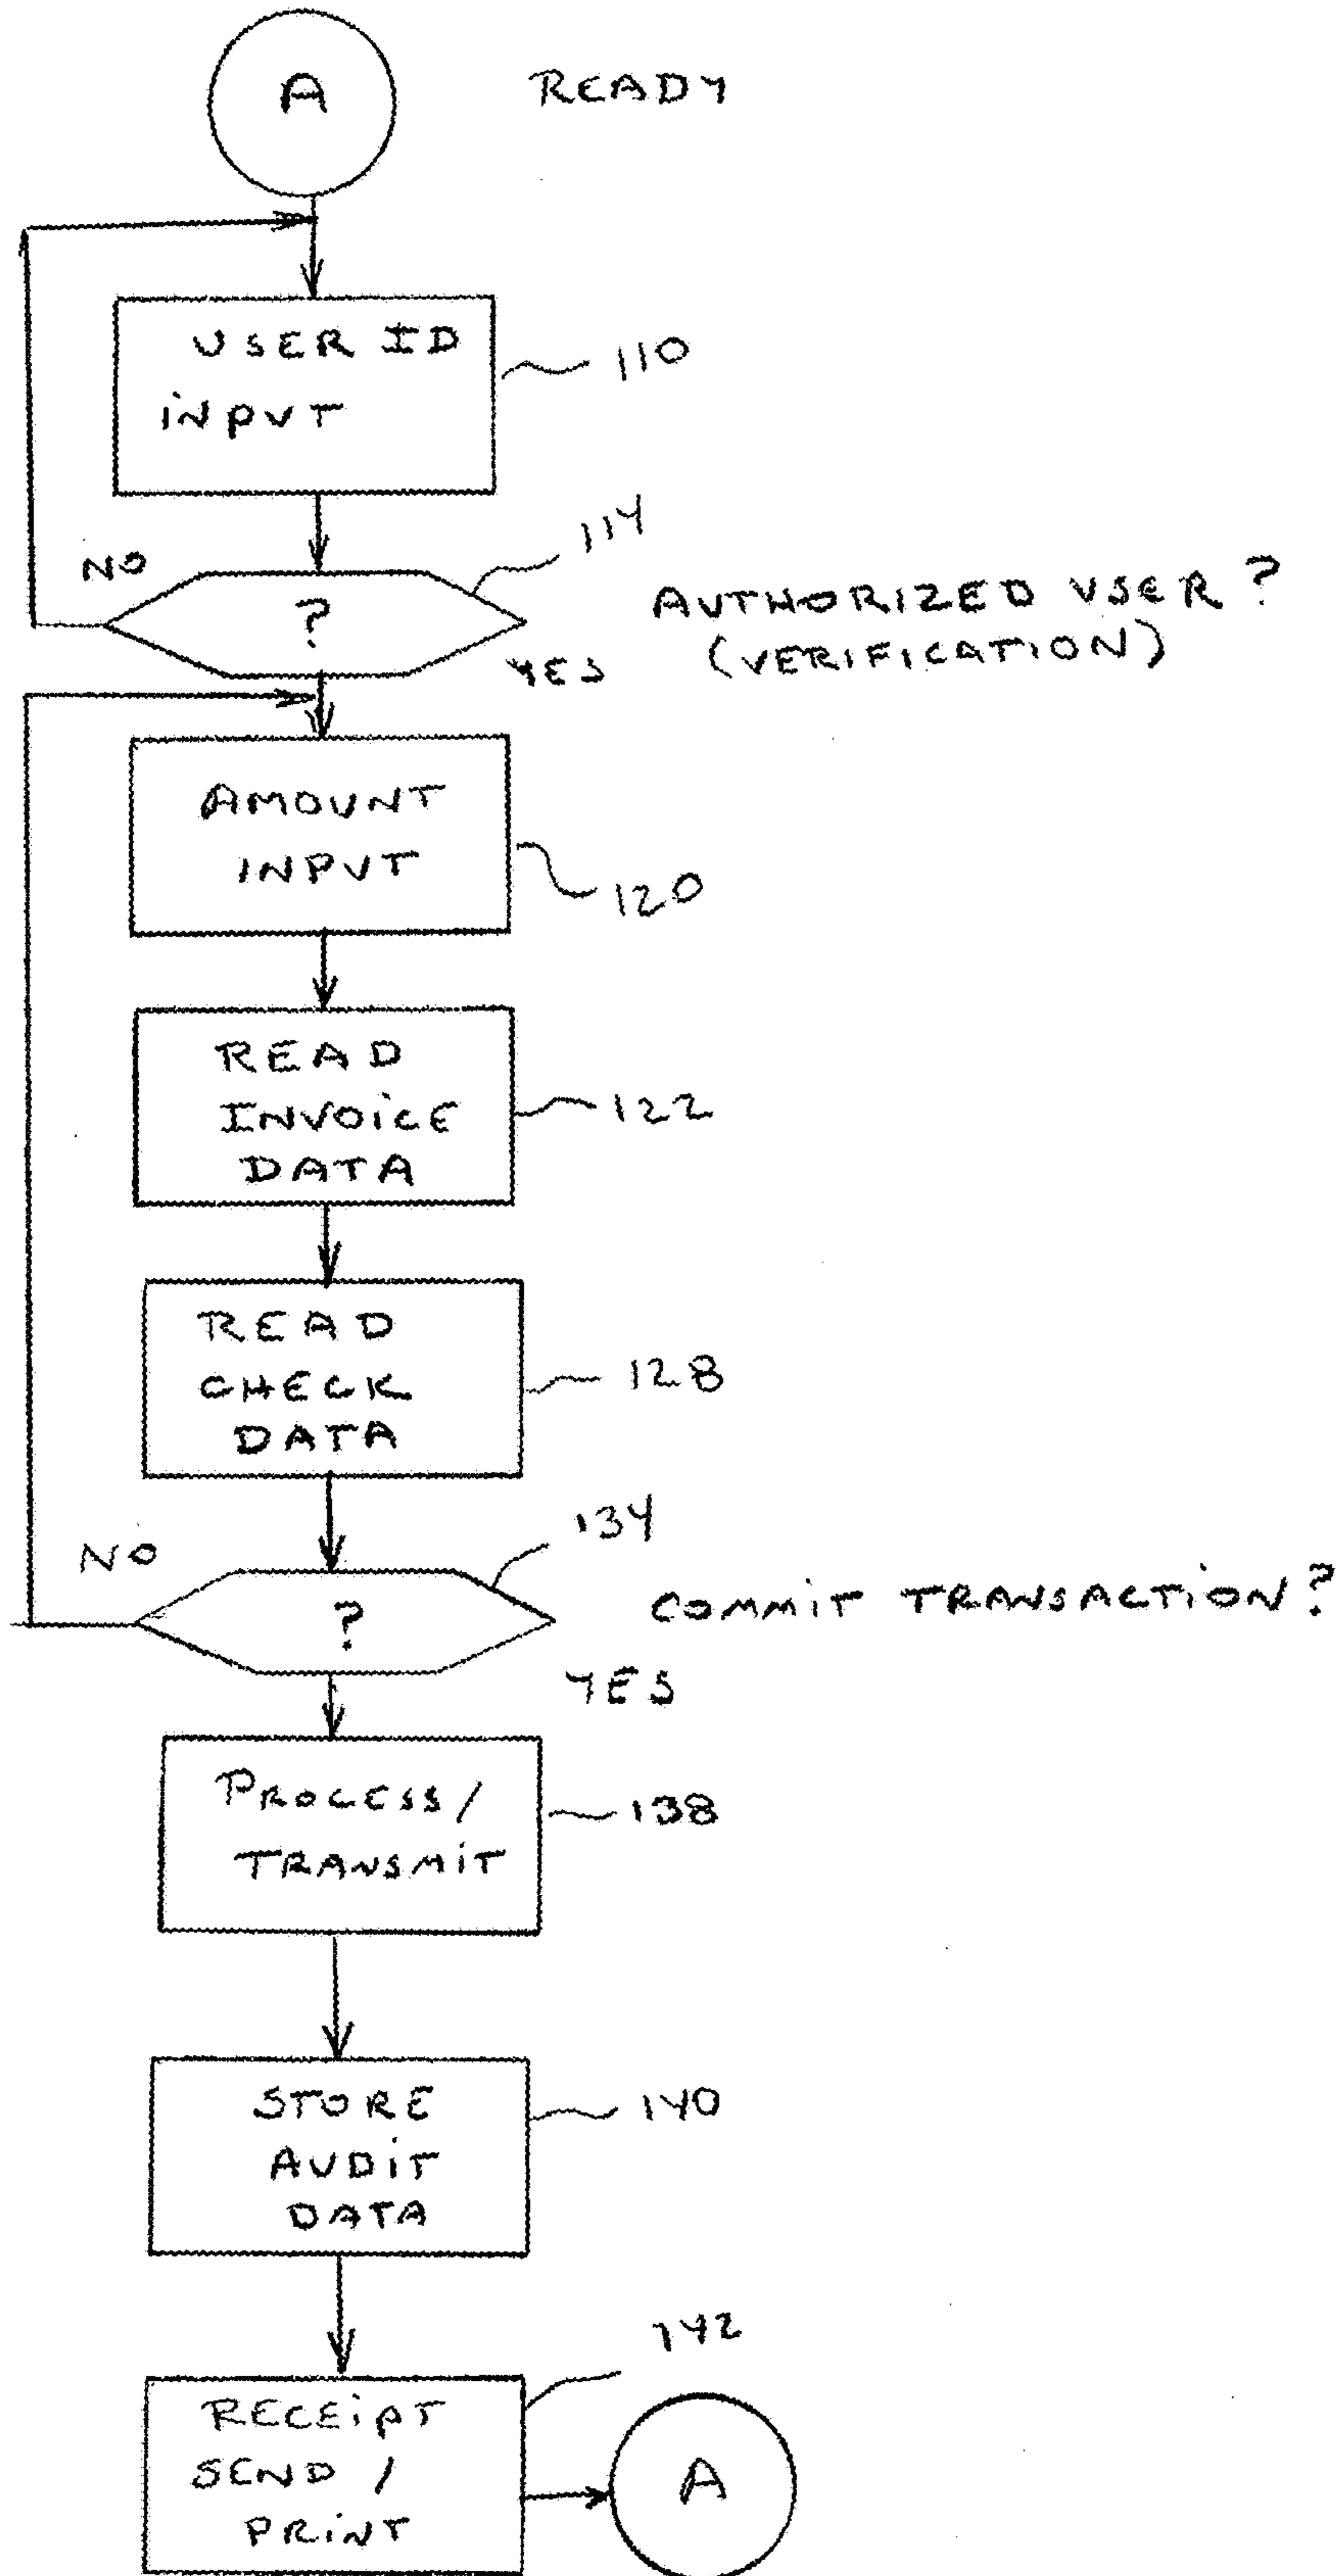 A
READY
USER ID
INPUT
110
NO
?
114
AUTHORIZED USER?
(VERIFICATION)
YES
AMOUNT
INPUT
120
READ
INVOICE
DATA
122
READ
CHECK
DATA
128
NO
?
134
COMMIT TRANSACTION?
YES
PROCESS/
TRANSMIT
138
STORE
AUDIT
DATA
140
RECEIPT
SEND /
PRINT
142
A